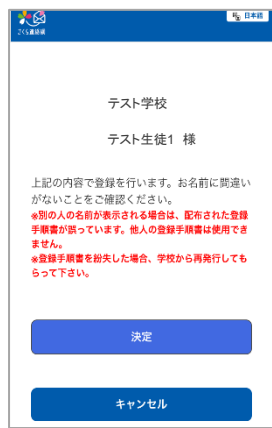 日本語
さくら連絡網
テスト学校
テスト生徒1 様
上記の内容で登録を行います。お名前に間違い
がないことをご確認ください。
※別の人の名前が表示される場合は、配布された登録
手順書が誤っています。他人の登録手順書は使用でき
ません。
※登録手順書を紛失した場合、学校から再発行しても
らって下さい。
決定
キャンセル